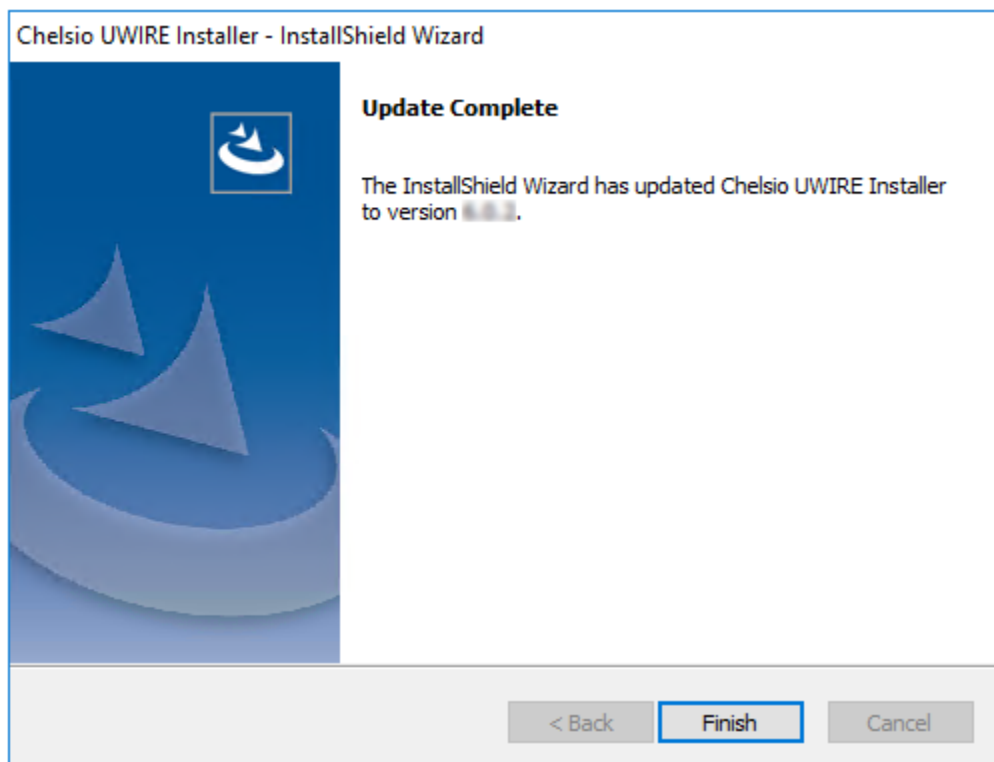 Chelsio UWIRE Installer - InstallShield Wizard
Update Complete
The InstallShield Wizard has updated Chelsio UWIRE Installer
to version .
< Back
Finish
Cancel